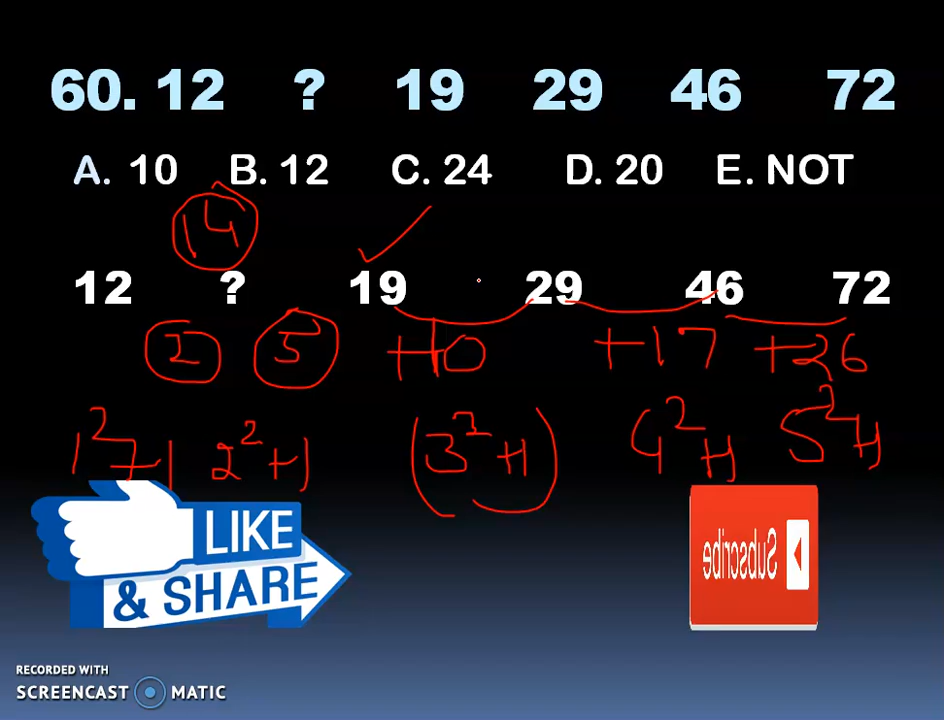 60. 12 ? 19 29 46 72
A. 10 B. 12 C. 24 D. 20 E. NOT
14
12 ? 19 29 46 72
2 5 +10 +17 +26
1²+1 2²+1 (3²+1) 4²+1 5²+1
LIKE
& SHARE
Subscribe
RECORDED WITH
SCREENCAST MATIC